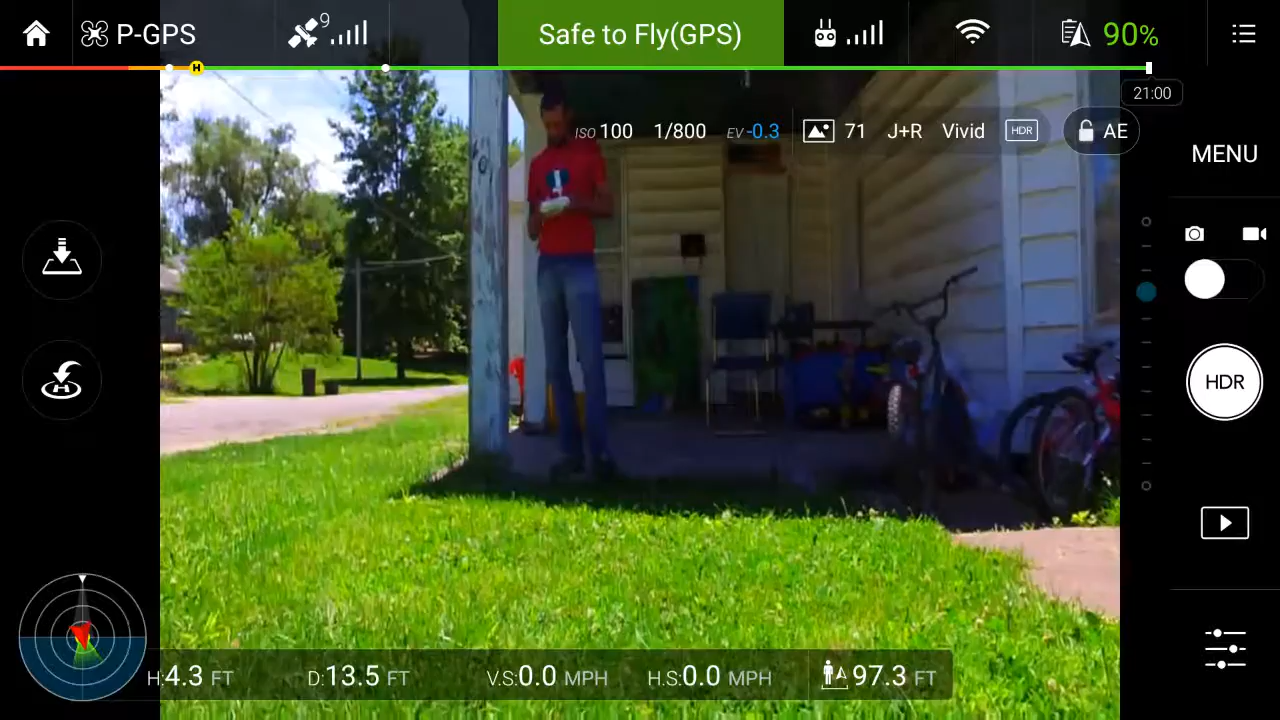 P-GPS
9
Safe to Fly(GPS)
90%
H
21:00
ISO 100 1/800 EV -0.3 71 J+R Vivid HDR AE
MENU
HDR
H
H:4.3 FT D:13.5 FT V.S:0.0 MPH H.S:0.0 MPH 97.3 FT